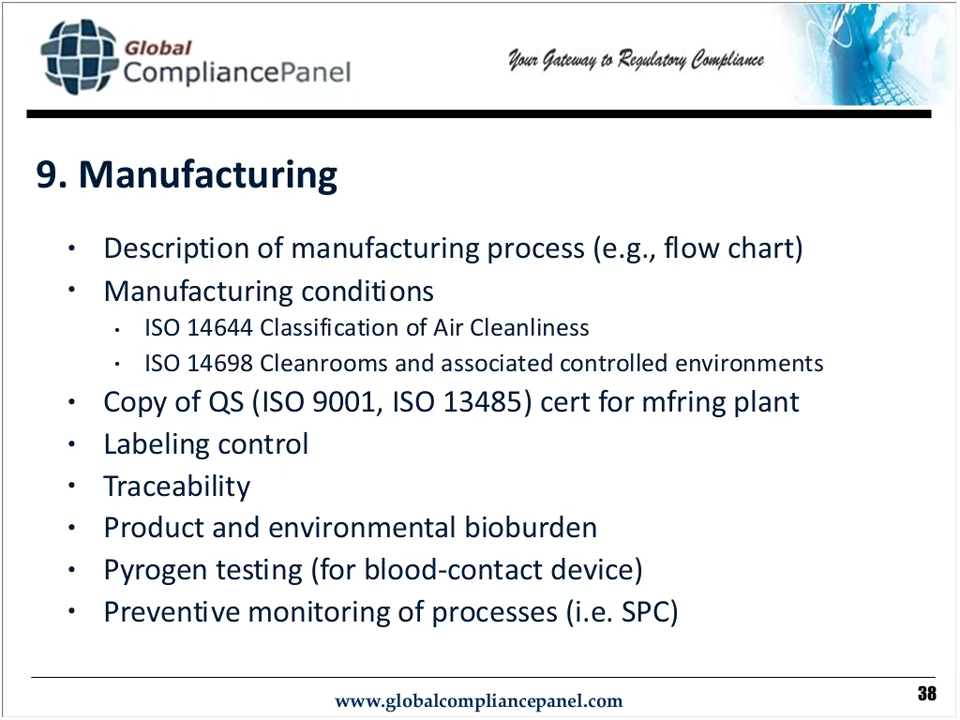 Global
CompliancePanel
Your Gateway to Regulatory Compliance
9. Manufacturing
• Description of manufacturing process (e.g., flow chart)
• Manufacturing conditions
• ISO 14644 Classification of Air Cleanliness
• ISO 14698 Cleanrooms and associated controlled environments
• Copy of QS (ISO 9001, ISO 13485) cert for mfring plant
• Labeling control
• Traceability
• Product and environmental bioburden
• Pyrogen testing (for blood-contact device)
• Preventive monitoring of processes (i.e. SPC)
www.globalcompliancepanel.com
38